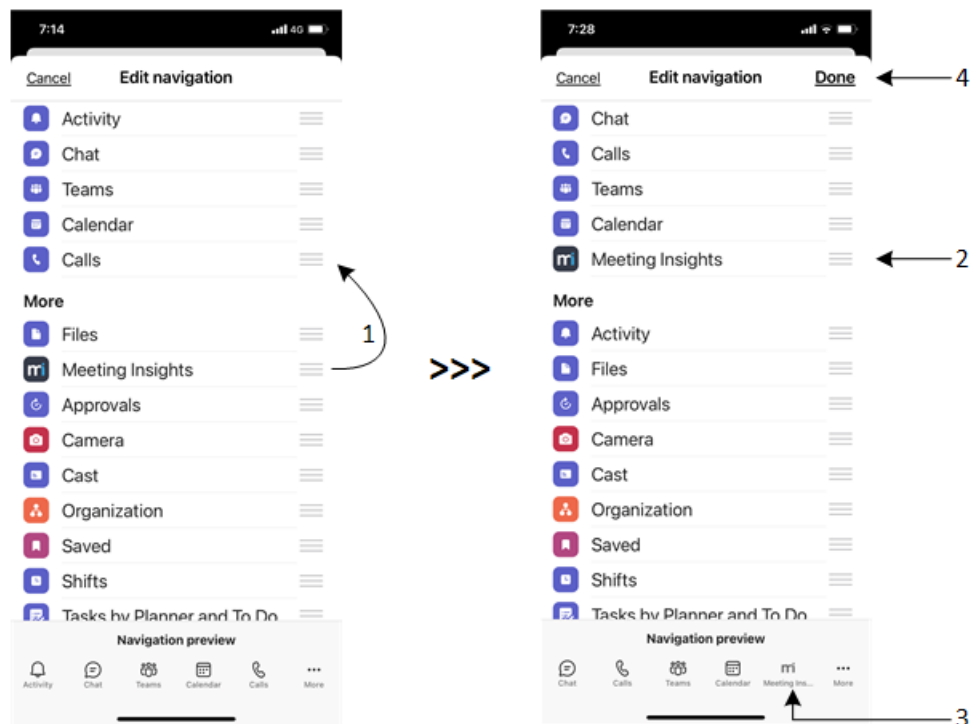 7:14
4G
Cancel Edit navigation
Activity
Chat
Teams
Calendar
Calls
More
Files
mi Meeting Insights
Approvals
Camera
Cast
Organization
Saved
Shifts
Tasks by Planner and To Do
Navigation preview
Activity Chat Teams Calendar Calls More
1
>>>
7:28
Cancel Edit navigation Done
4
Chat
Calls
Teams
Calendar
mi Meeting Insights
2
More
Activity
Files
Approvals
Camera
Cast
Organization
Saved
Shifts
Tasks by Planner and To Do
Navigation preview
mi
Chat Calls Teams Calendar Meeting Ins... More
3